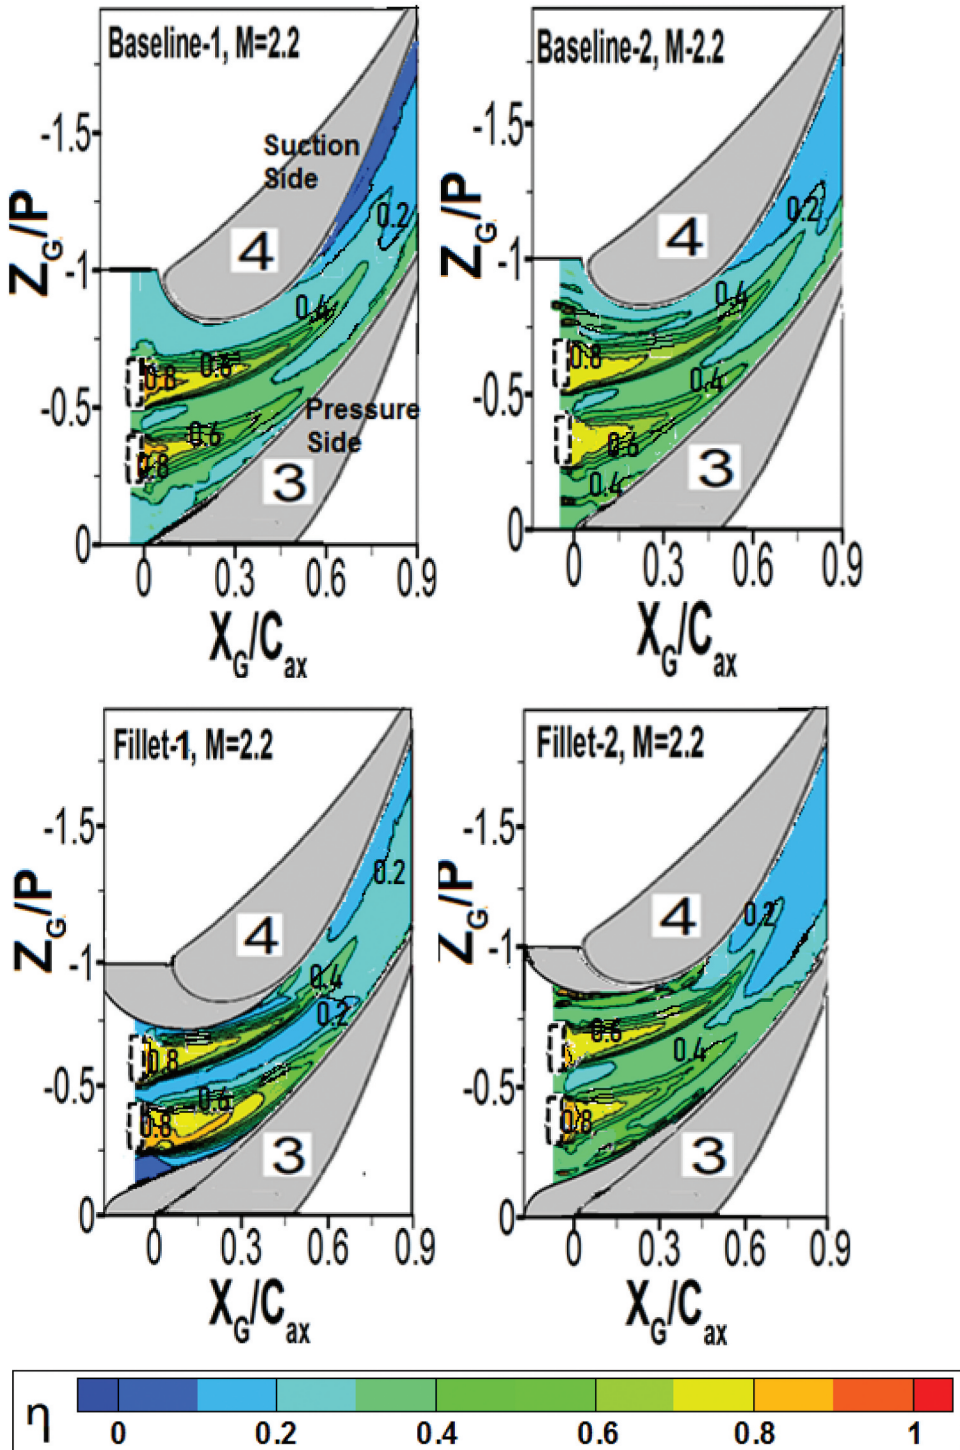 Baseline-1, M=2.2
Suction
Side
Pressure
Side
4
3
0.2
0.4
0.8
0.6
0.6
0.8
Z_G/P
-1.5
-1
-0.5
0
0 0.3 0.6 0.9
X_G/C_ax
Baseline-2, M-2.2
4
3
0.2
0.4
0.8
0.4
0.6
0.4
Z_G/P
-1.5
-1
-0.5
0
0 0.3 0.6 0.9
X_G/C_ax
Fillet-1, M=2.2
4
3
0.2
0.4
0.2
0.8
0.6
0.8
Z_G/P
-1.5
-1
-0.5
0
0 0.3 0.6 0.9
X_G/C_ax
Fillet-2, M=2.2
4
3
0.2
0.6
0.4
0.8
Z_G/P
-1.5
-1
-0.5
0
0 0.3 0.6 0.9
X_G/C_ax
η 0 0.2 0.4 0.6 0.8 1